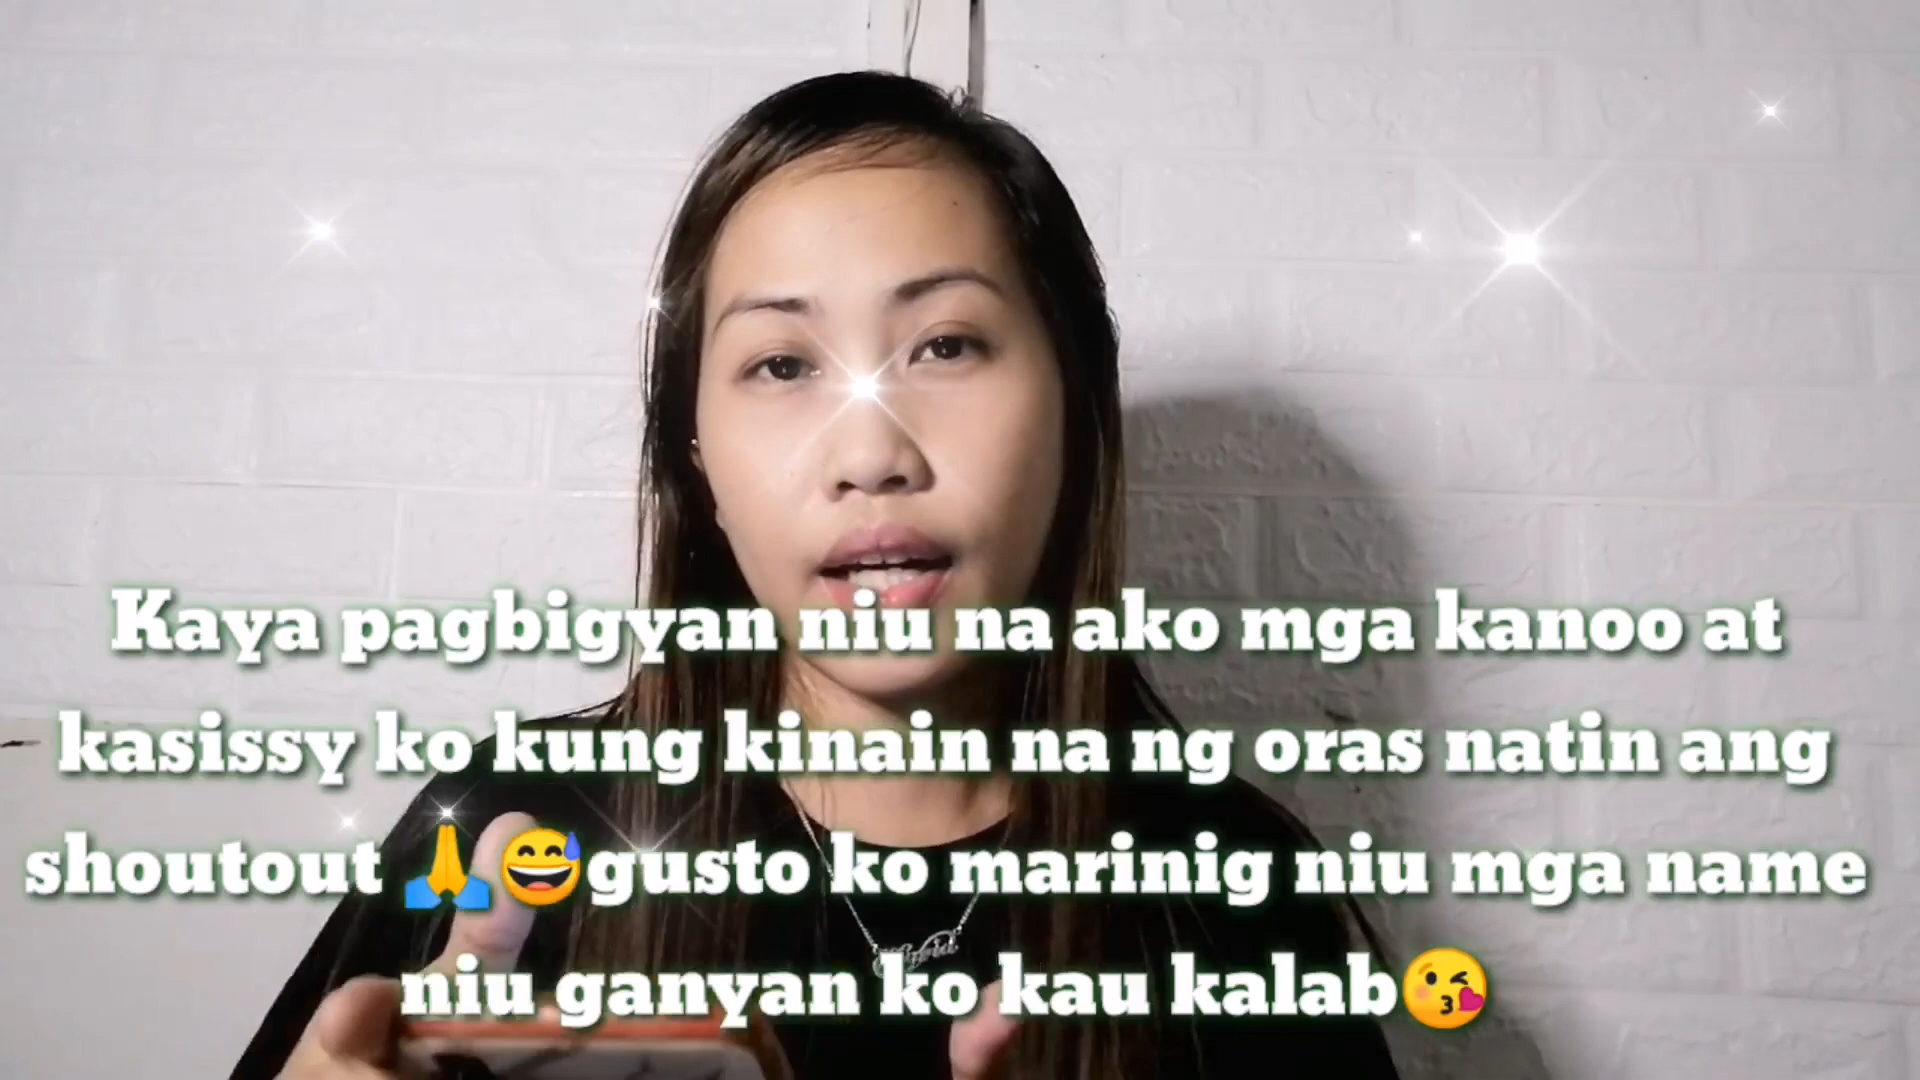 Kaya pagbigyan niu na ako mga kanoo at
kasissy ko kung kinain na ng oras natin ang
shoutout 🙏😅gusto ko marinig niu mga name
niu ganyan ko kau kalab😘